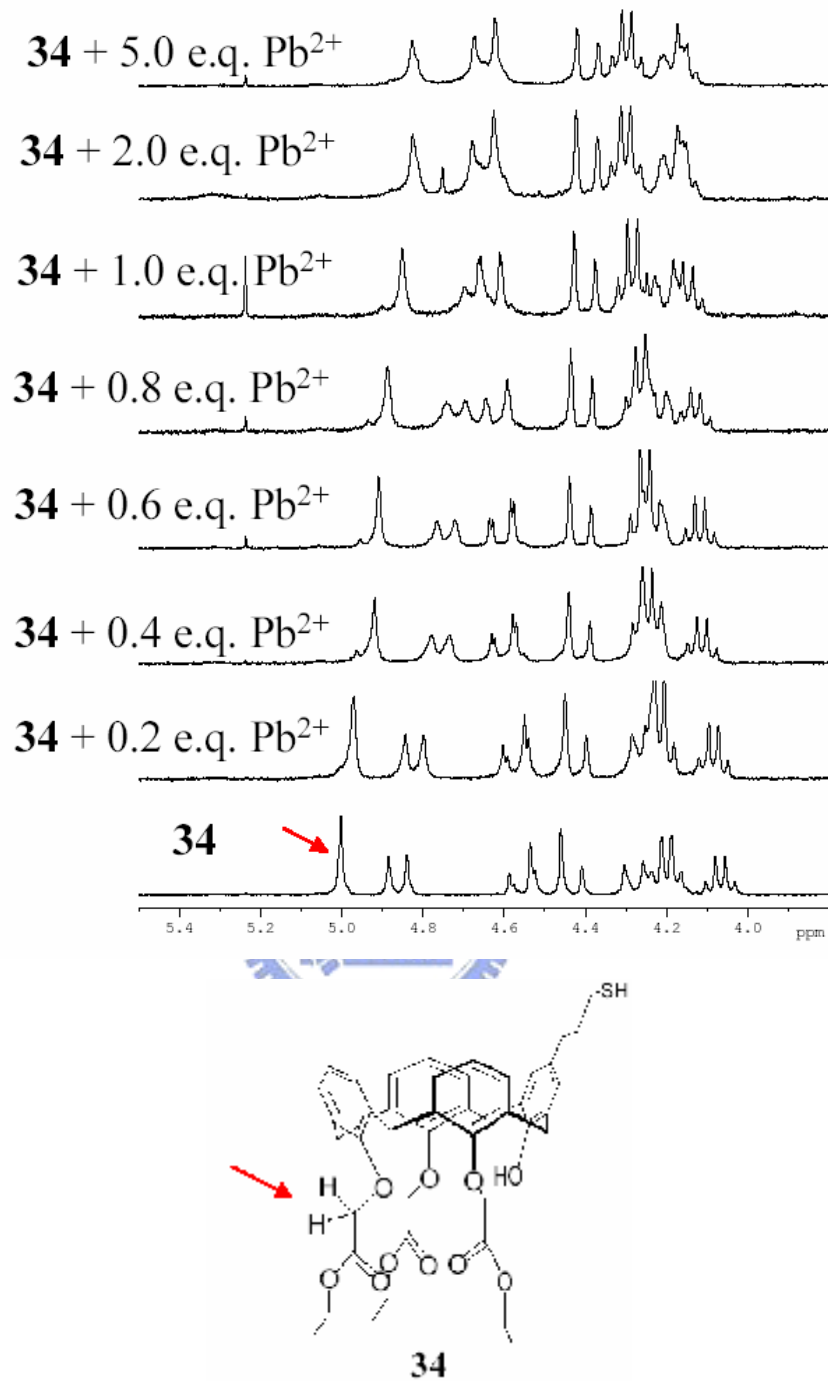 34 + 5.0 e.q. Pb²⁺
34 + 2.0 e.q. Pb²⁺
34 + 1.0 e.q. Pb²⁺
34 + 0.8 e.q. Pb²⁺
34 + 0.6 e.q. Pb²⁺
34 + 0.4 e.q. Pb²⁺
34 + 0.2 e.q. Pb²⁺
34
5.4 5.2 5.0 4.8 4.6 4.4 4.2 4.0 ppm
-SH
H O O HO
H
O O O O
O O O
34